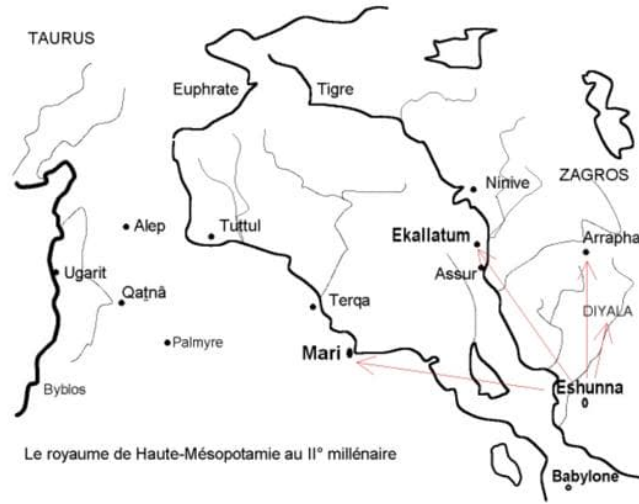 TAURUS
Euphrate
Tigre
Ninive
ZAGROS
Alep
Tuttul
Ekallatum
Arrapha
Ugarit
Assur
Qaṯnâ
Terqa
DIYALA
Palmyre
Mari
Byblos
Eshunna
Le royaume de Haute-Mésopotamie au II° millénaire
Babylone